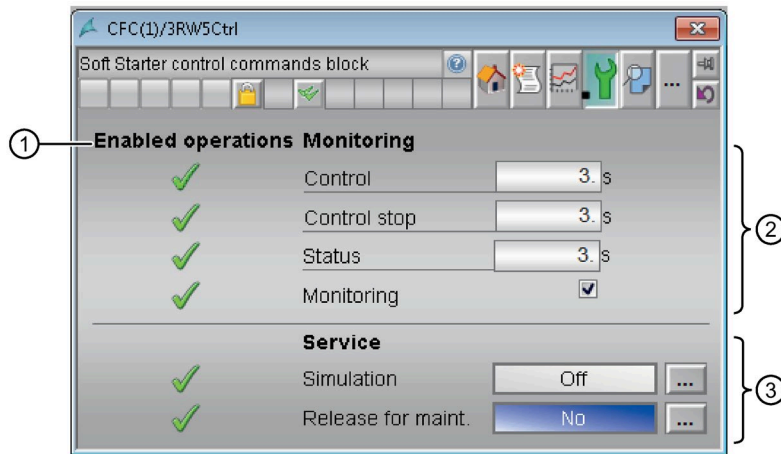 CFC(1)/3RW5Ctrl
Soft Starter control commands block
?
...
① Enabled operations Monitoring
Control 3. s
Control stop 3. s
②
Status 3. s
Monitoring
Service
Simulation Off ...
③
Release for maint. No ...